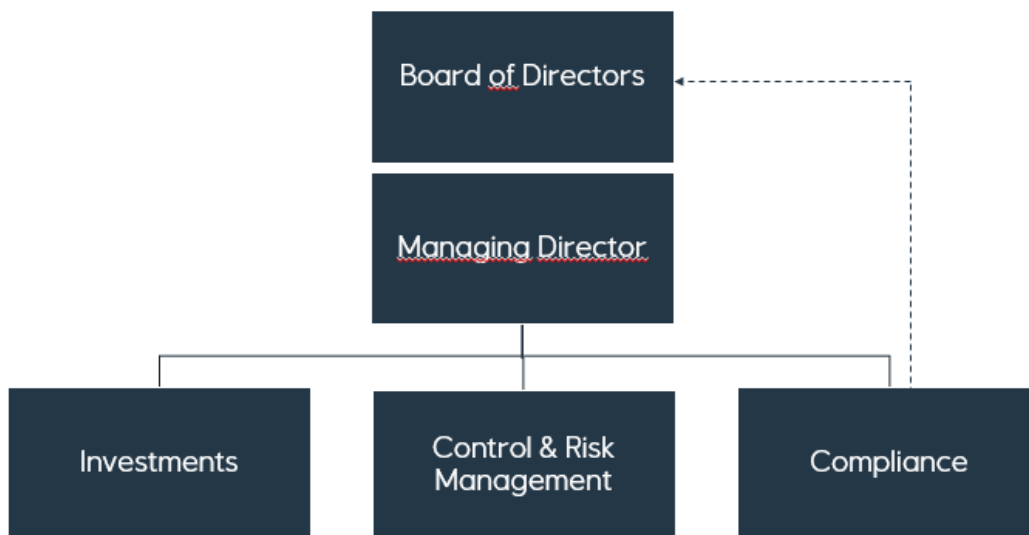 Board of Directors
Managing Director
Investments
Control & Risk
Management
Compliance